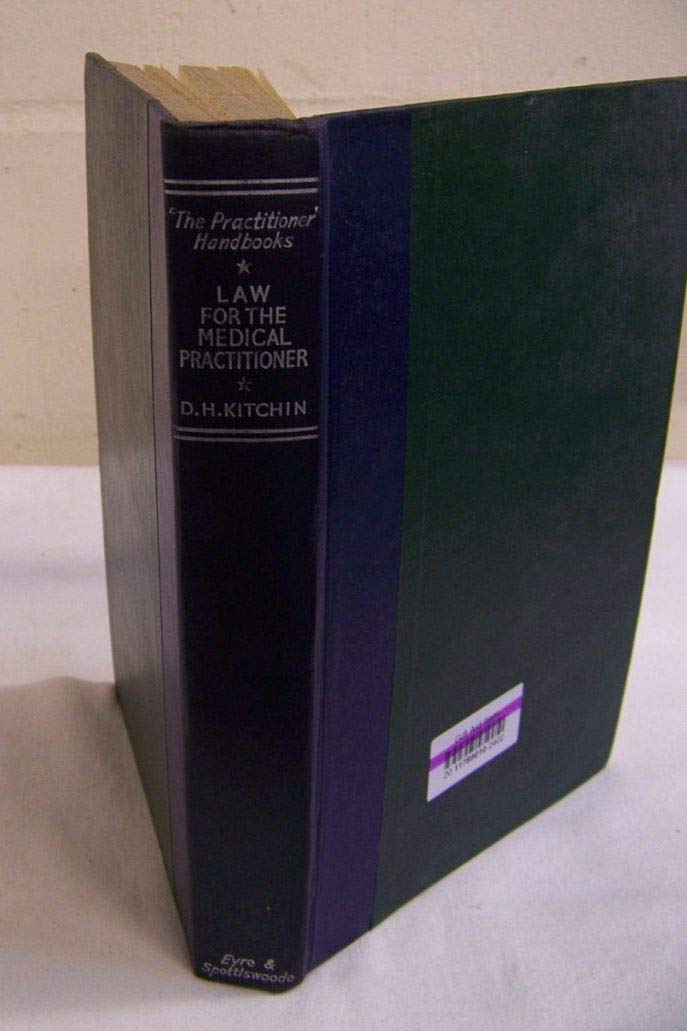 "The Practitioner"
Handbooks
LAW
FOR THE
MEDICAL
PRACTITIONER
D. H. KITCHIN
Eyre &
Spottiswoode